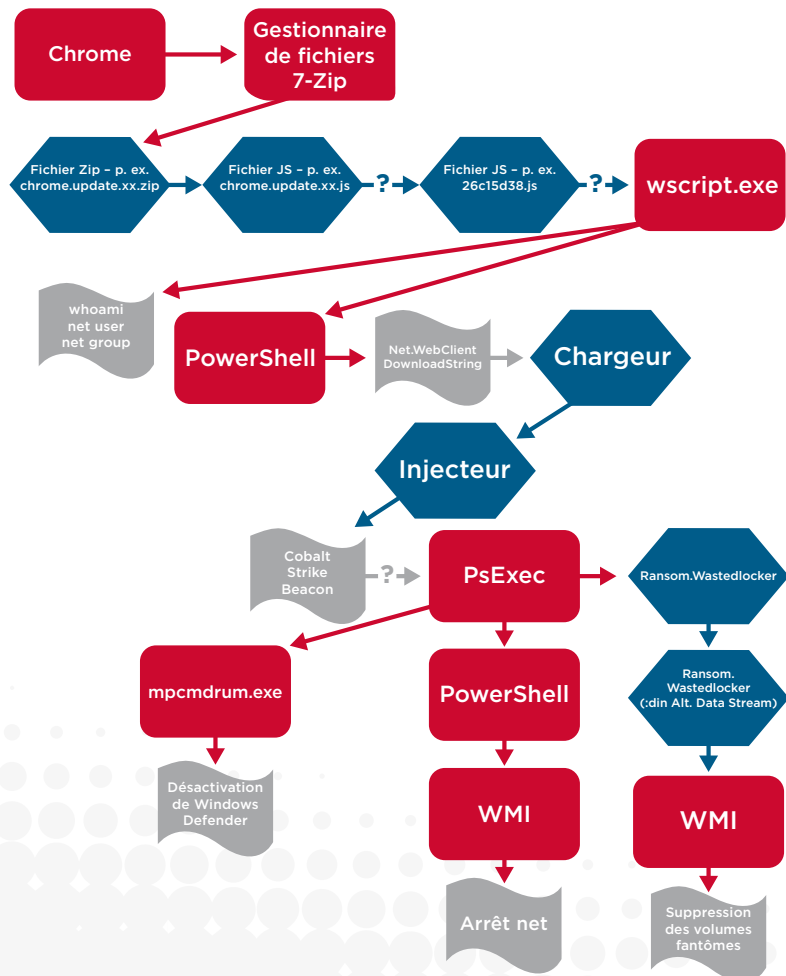 Chrome
Gestionnaire
de fichiers
7-Zip
Fichier Zip – p. ex.
chrome.update.xx.zip
Fichier JS – p. ex.
chrome.update.xx.js
?
Fichier JS – p. ex.
26c15d38.js
?
wscript.exe
whoami
net user
net group
PowerShell
Net.WebClient
DownloadString
Chargeur
Injecteur
Cobalt
Strike
Beacon
?
PsExec
Ransom.Wastedlocker
mpcmdrum.exe
PowerShell
Ransom.
Wastedlocker
(:din Alt. Data Stream)
Désactivation
de Windows
Defender
WMI
WMI
Arrêt net
Suppression
des volumes
fantômes